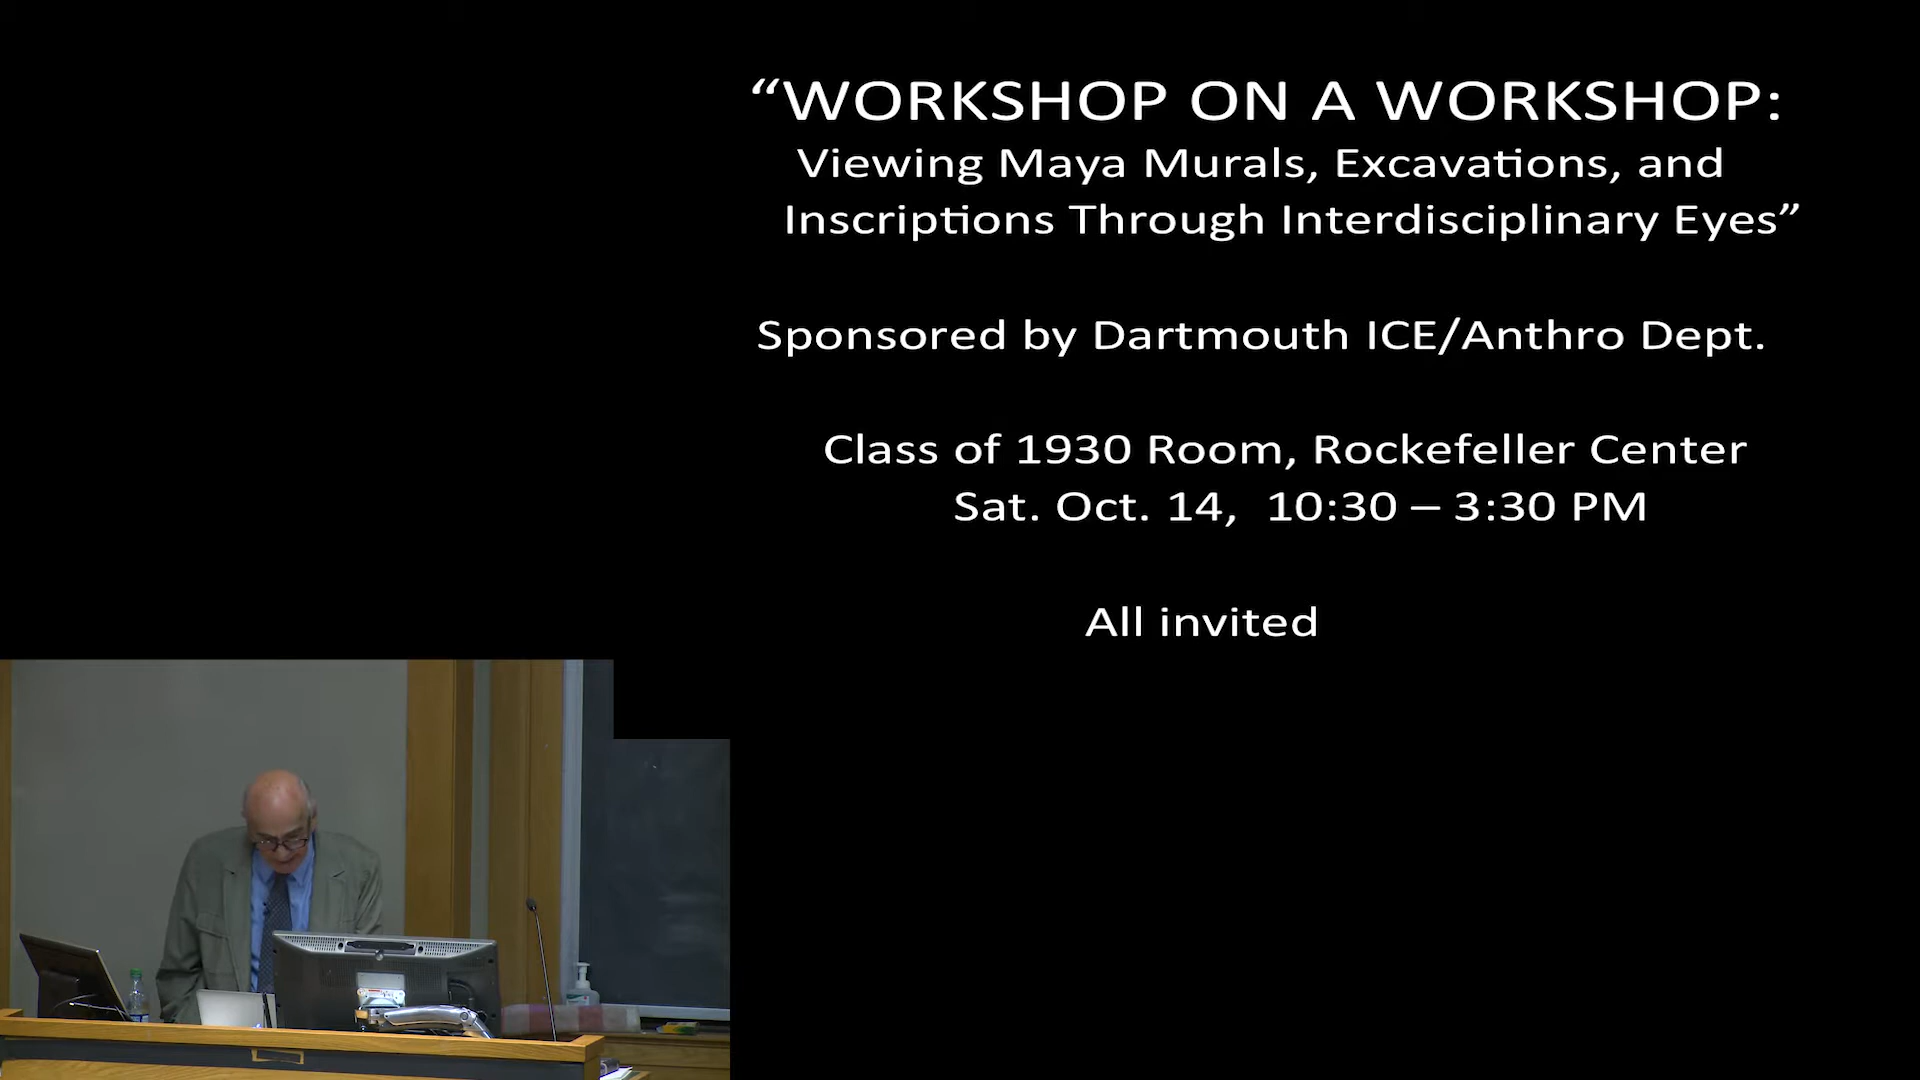 “WORKSHOP ON A WORKSHOP:
Viewing Maya Murals, Excavations, and
Inscriptions Through Interdisciplinary Eyes”
Sponsored by Dartmouth ICE/Anthro Dept.
Class of 1930 Room, Rockefeller Center
Sat. Oct. 14,  10:30 – 3:30 PM
All invited